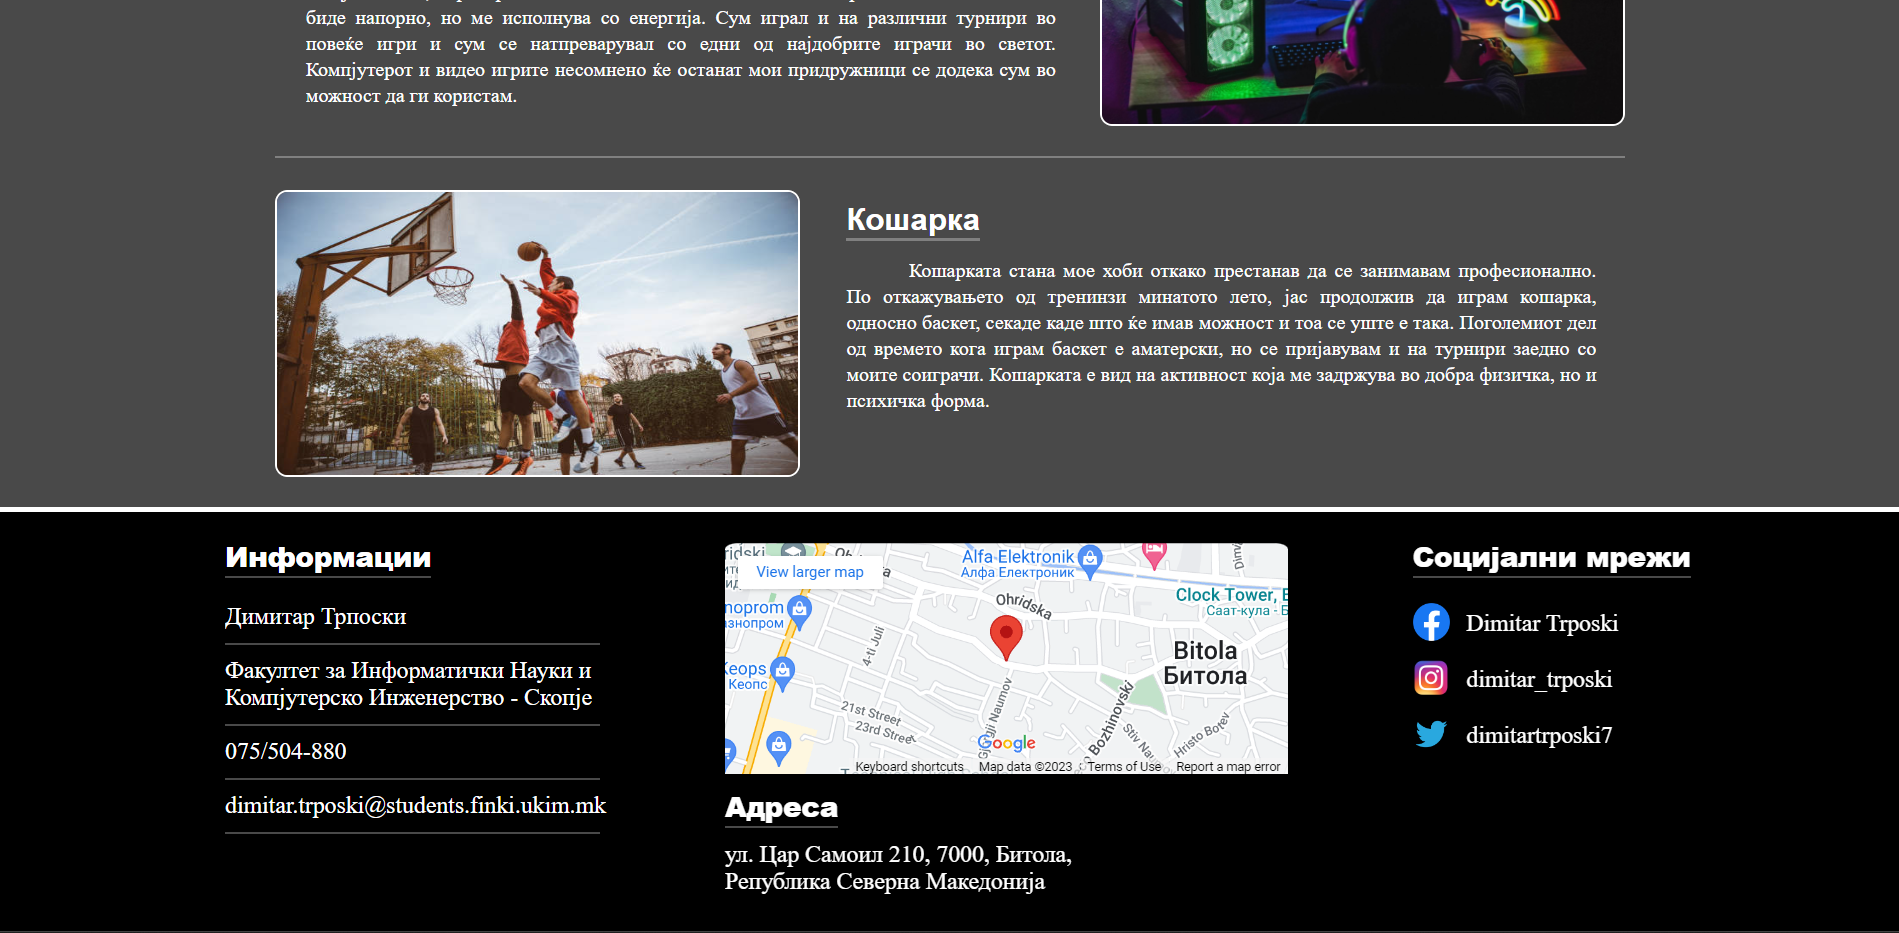 биде напорно, но ме исполнува со енергија. Сум играл и на различни турнири во
повеќе игри и сум се натпреварувал со едни од најдобрите играчи во светот.
Компјутерот и видео игрите несомнено ќе останат мои придружници се додека сум во
можност да ги користам.
Кошарка
Кошарката стана мое хоби откако престанав да се занимавам професионално.
По откажувањето од тренинзи минатото лето, јас продолжив да играм кошарка,
односно баскет, секаде каде што ќе имав можност и тоа се уште е така. Поголемиот дел
од времето кога играм баскет е аматерски, но се пријавувам и на турнири заедно со
моите соиграчи. Кошарката е вид на активност која ме задржува во добра физичка, но и
психичка форма.
Информации
Димитар Трпоски
Факултет за Информатички Науки и
Компјутерско Инженерство - Скопје
075/504-880
dimitar.trposki@students.finki.ukim.mk
View larger map
Alfa Elektronik
Алфа Електроник
Clock Tower,
Саат-кула - Б
Ohridska
4-ti Juli
Keops
Кеопс
Bitola
Битола
21st Street
23rd Street
Gjorgji Naumov
Bozhinovski
Stiv Nau
Hristo Botev
Google
Keyboard shortcuts
Map data ©2023
Terms of Use
Report a map error
Адреса
ул. Цар Самоил 210, 7000, Битола,
Република Северна Македонија
Социјални мрежи
Dimitar Trposki
dimitar_trposki
dimitartrposki7